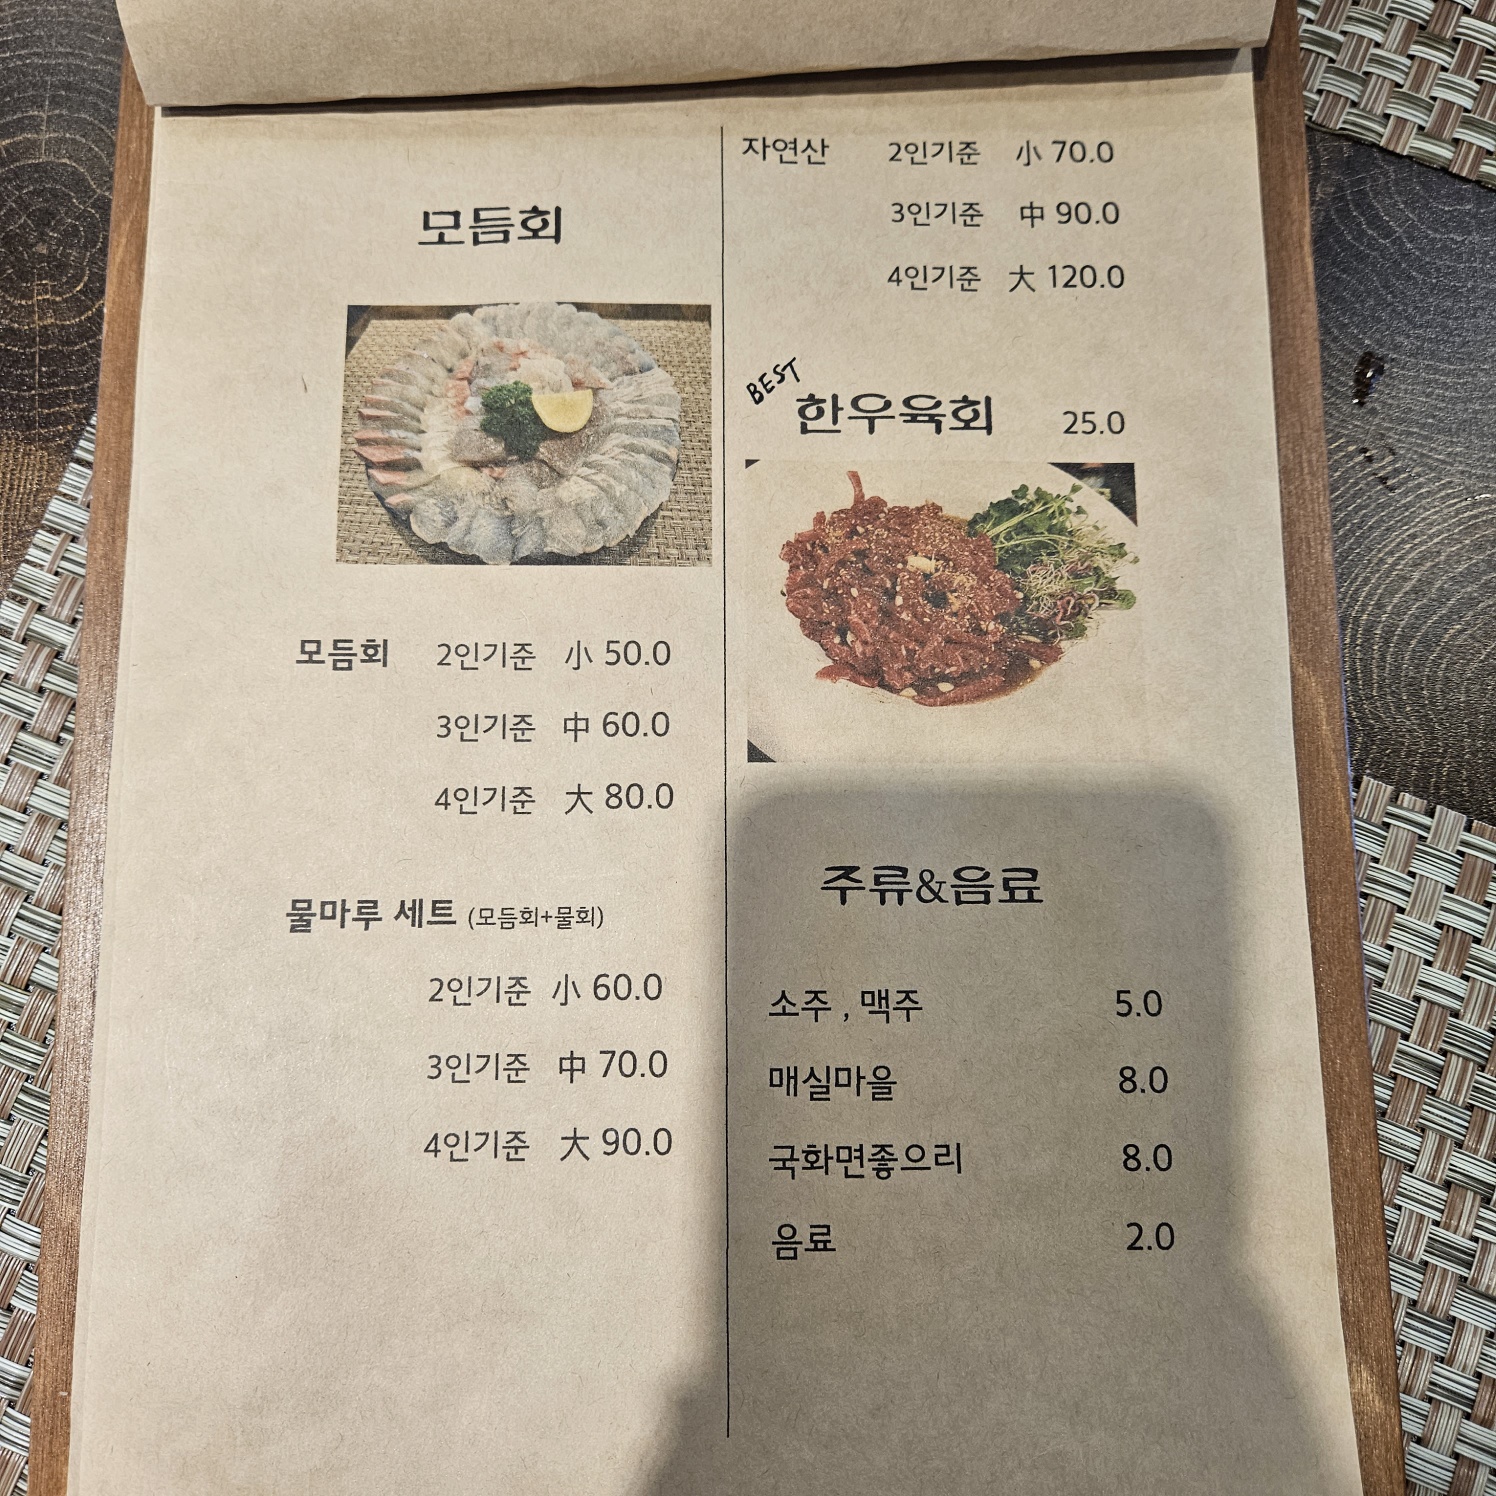 모듬회
모듬회 2인기준 小 50.0
3인기준 中 60.0
4인기준 大 80.0
물마루 세트 (모듬회+물회)
2인기준 小 60.0
3인기준 中 70.0
4인기준 大 90.0
자연산 2인기준 小 70.0
3인기준 中 90.0
4인기준 大 120.0
BEST
한우육회 25.0
주류&음료
소주 , 맥주 5.0
매실마을 8.0
국화면좋으리 8.0
음료 2.0